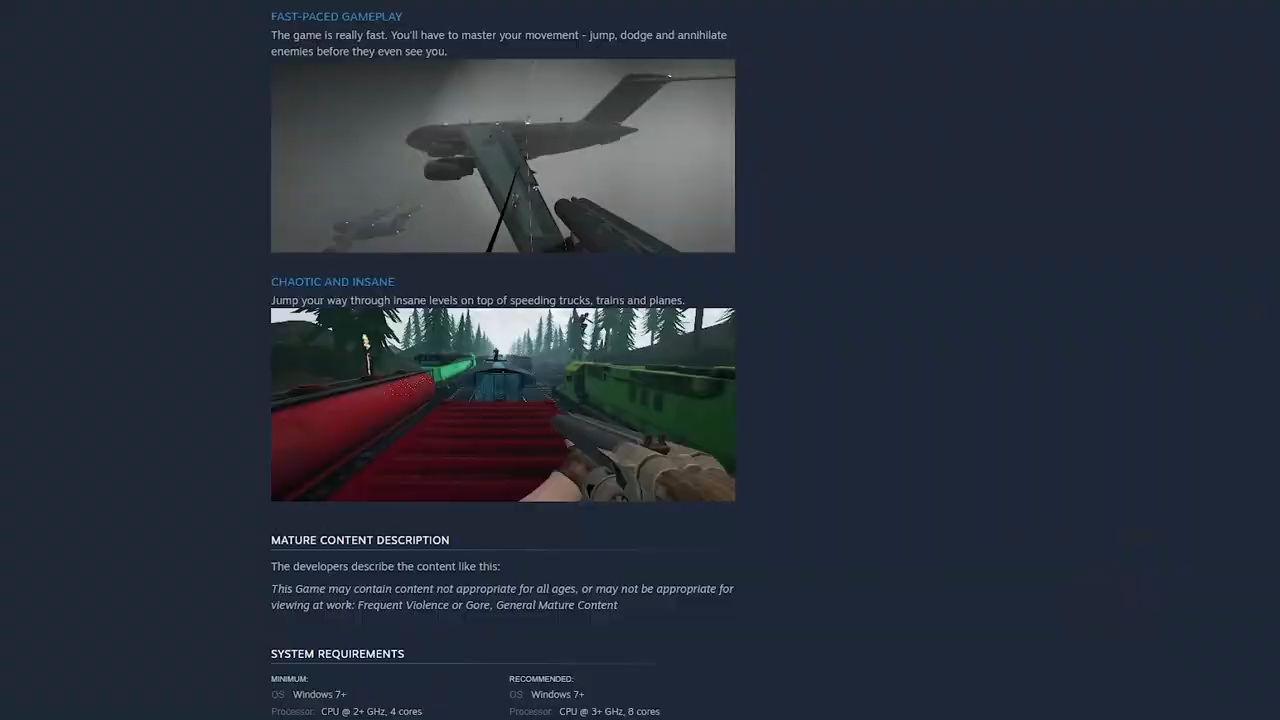 FAST-PACED GAMEPLAY
The game is really fast. You'll have to master your movement - jump, dodge and annihilate
enemies before they even see you.
CHAOTIC AND INSANE
Jump your way through insane levels on top of speeding trucks, trains and planes.
MATURE CONTENT DESCRIPTION
The developers describe the content like this:
This Game may contain content not appropriate for all ages, or may not be appropriate for
viewing at work: Frequent Violence or Gore, General Mature Content
SYSTEM REQUIREMENTS
MINIMUM:
OS: Windows 7+
Processor: CPU @ 2+ GHz, 4 cores
RECOMMENDED:
OS: Windows 7+
Processor: CPU @ 3+ GHz, 8 cores